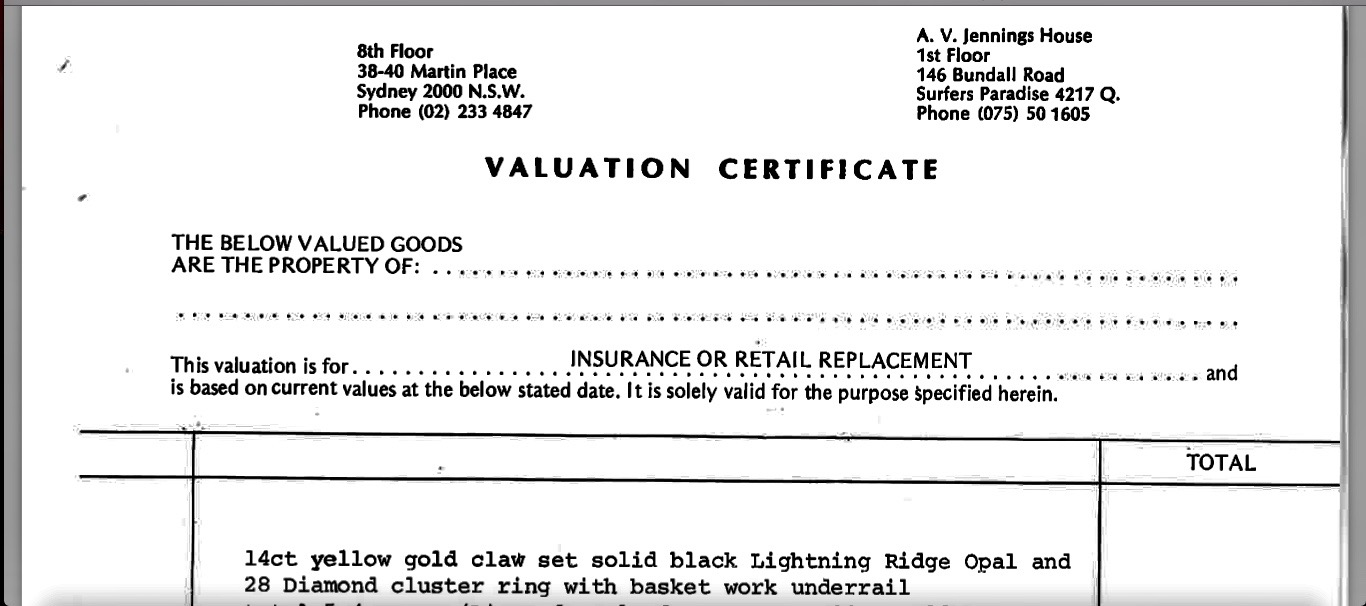 8th Floor
38-40 Martin Place
Sydney 2000 N.S.W.
Phone (02) 233 4847
A. V. Jennings House
1st Floor
146 Bundall Road
Surfers Paradise 4217 Q.
Phone (075) 50 1605
VALUATION CERTIFICATE
THE BELOW VALUED GOODS
ARE THE PROPERTY OF:
This valuation is for INSURANCE OR RETAIL REPLACEMENT and
is based on current values at the below stated date. It is solely valid for the purpose specified herein.
TOTAL
14ct yellow gold claw set solid black Lightning Ridge Opal and
28 Diamond cluster ring with basket work underrail